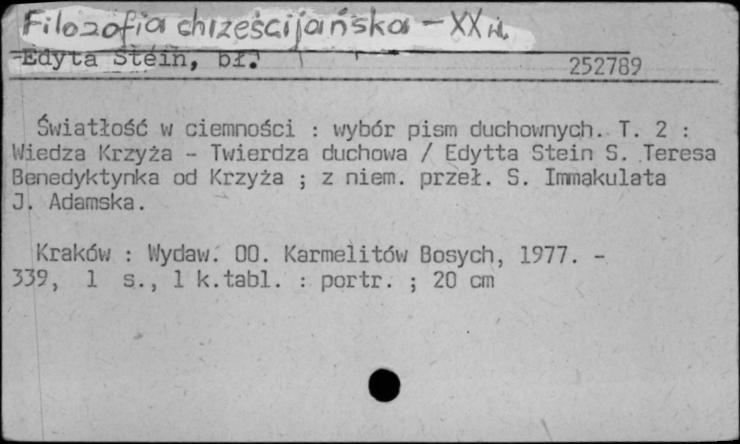 Filozofia chrześcijańska - XX w.
Edyta Stein, bł.
252789
Światłość w ciemności : wybór pism duchownych. T. 2 :
Wiedza Krzyża - Twierdza duchowa / Edytta Stein S. Teresa
Benedyktynka od Krzyża ; z niem. przeł. S. Immakulata
J. Adamska.
Kraków : Wydaw. OO. Karmelitów Bosych, 1977. -
339, 1 s., 1 k.tabl. : portr. ; 20 cm